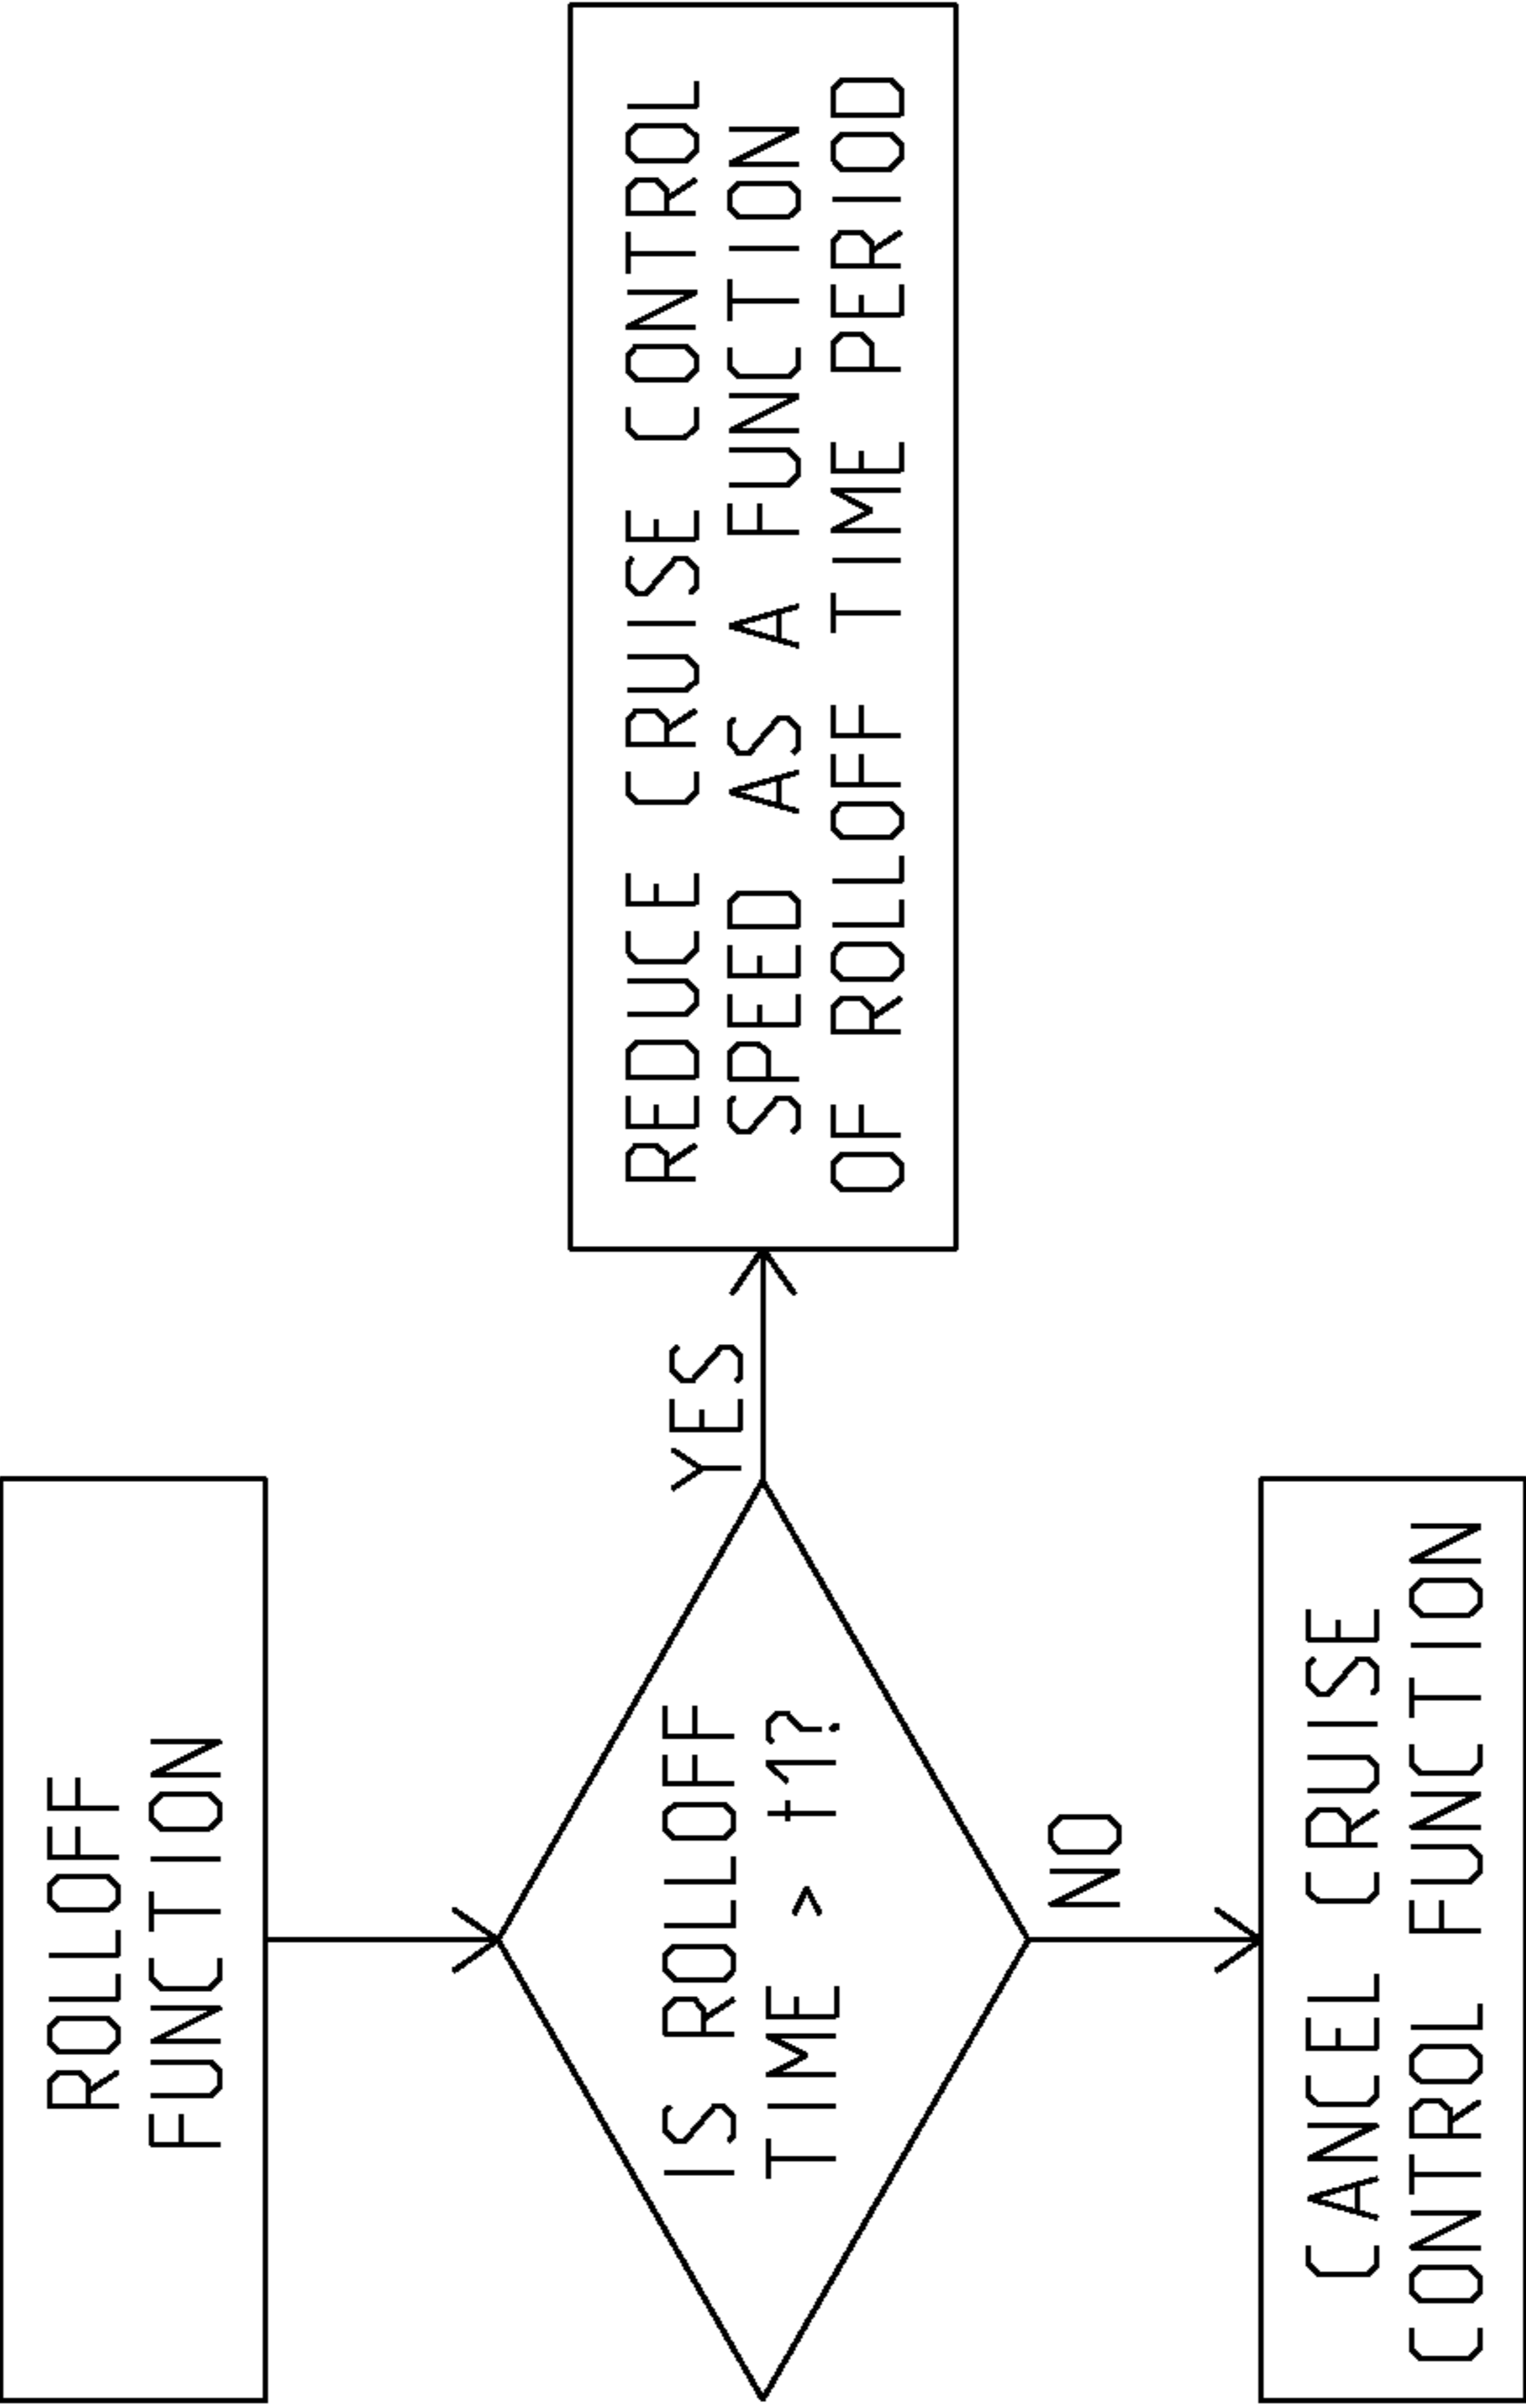 ROLLOFF
FUNCTION
IS ROLLOFF
TIME > t1?
YES
REDUCE CRUISE CONTROL
SPEED AS A FUNCTION
OF ROLLOFF TIME PERIOD
NO
CANCEL CRUISE
CONTROL FUNCTION